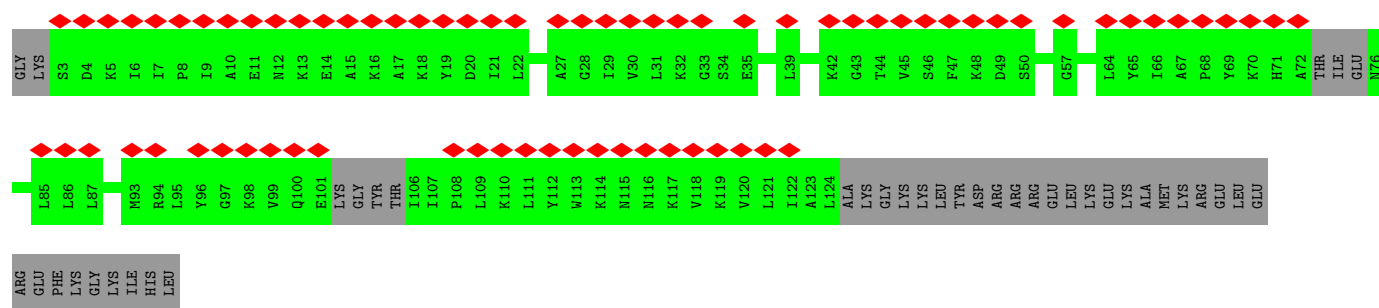 GLY LYS S3 D4 K5 I6 I7 P8 I9 A10 E11 N12 K13 E14 A15 K16 A17 K18 Y19 D20 I21 L22 A27 G28 I29 V30 L31 K32 G33 S34 E35 L39 K42 G43 T44 V45 S46 F47 K48 D49 S50 G57 L64 Y65 I66 A67 P68 Y69 K70 H71 A72 THR ILE GLU N76
L85 L86 L87 M93 R94 L95 Y96 G97 K98 V99 Q100 E101 LYS GLY TYR THR I106 I107 P108 L109 K110 L111 Y112 W113 K114 N115 N116 K117 V118 K119 V120 L121 I122 A123 L124 ALA LYS GLY LYS LYS LEU TYR ASP ARG ARG ARG GLU LEU LYS GLU LYS ALA MET LYS ARG GLU LEU GLU
ARG GLU PHE LYS GLY LYS ILE HIS LEU